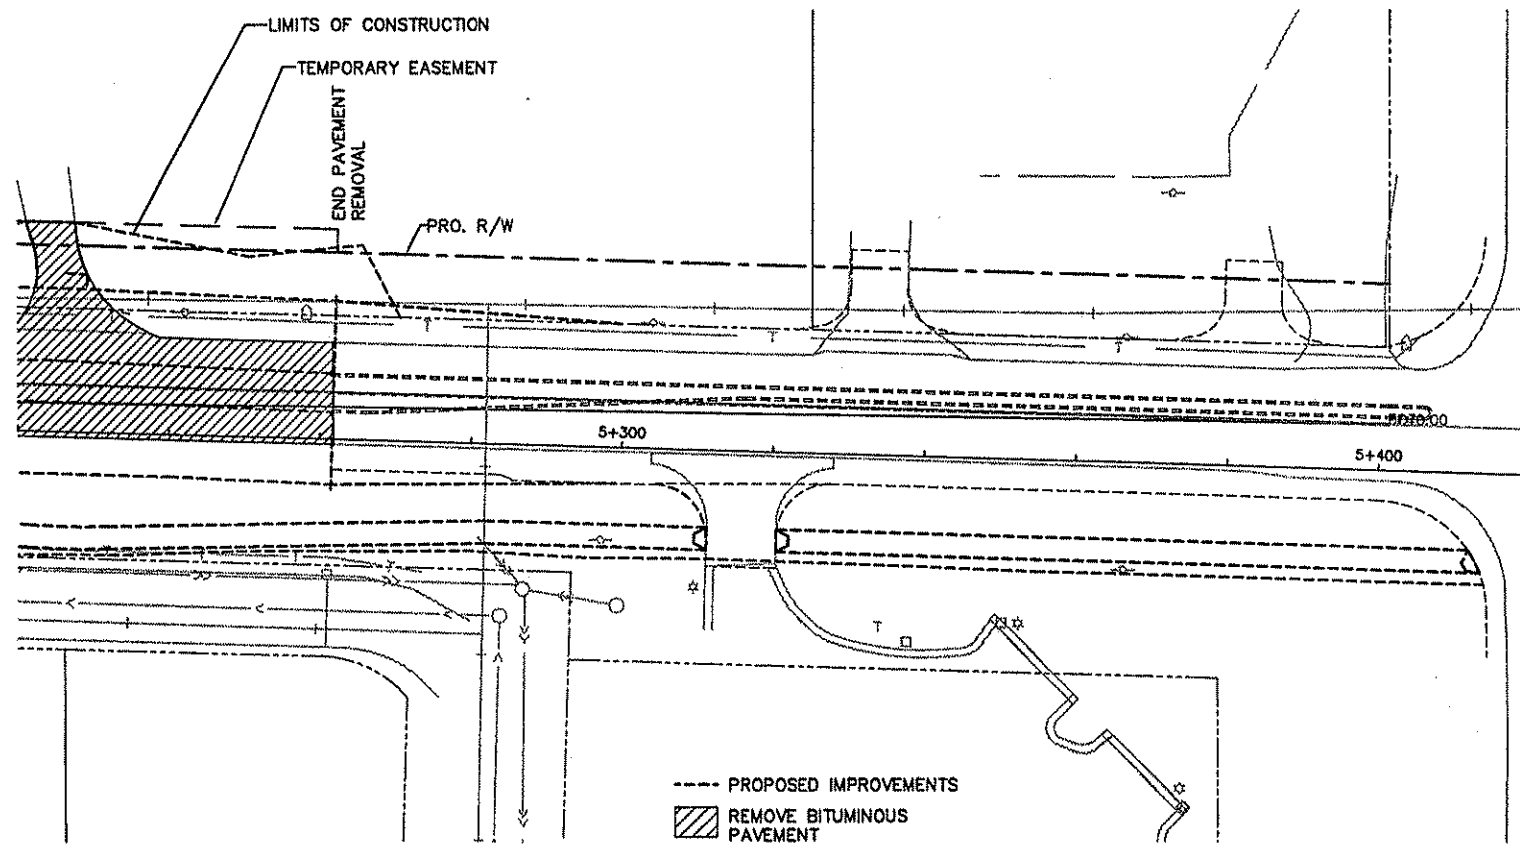 LIMITS OF CONSTRUCTION
TEMPORARY EASEMENT
END PAVEMENT
REMOVAL
PRO. R/W
5+300
5+400
PROPOSED IMPROVEMENTS
REMOVE BITUMINOUS
PAVEMENT